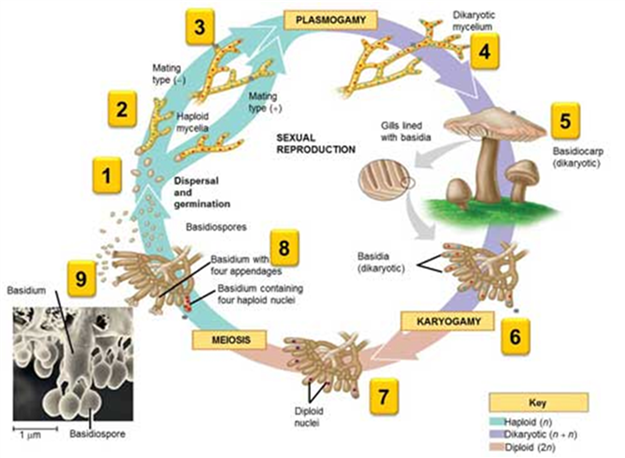 3
PLASMOGAMY
Dikaryotic
mycelium
4
Mating
type (–)
Mating
type (+)
2
Haploid
mycelia
SEXUAL
REPRODUCTION
Gills lined
with basidia
5
Basidiocarp
(dikaryotic)
1
Dispersal
and
germination
Basidiospores
8
Basidium with
four appendages
Basidium containing
four haploid nuclei
9
Basidium
Basidia
(dikaryotic)
KARYOGAMY
6
MEIOSIS
7
Diploid
nuclei
1 μm
Basidiospore
Key
Haploid (n)
Dikaryotic (n + n)
Diploid (2n)